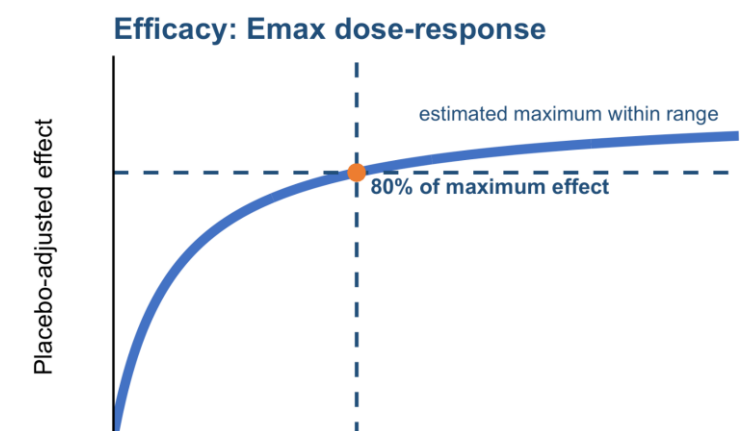 Efficacy: Emax dose-response
estimated maximum within range
80% of maximum effect
Placebo-adjusted effect